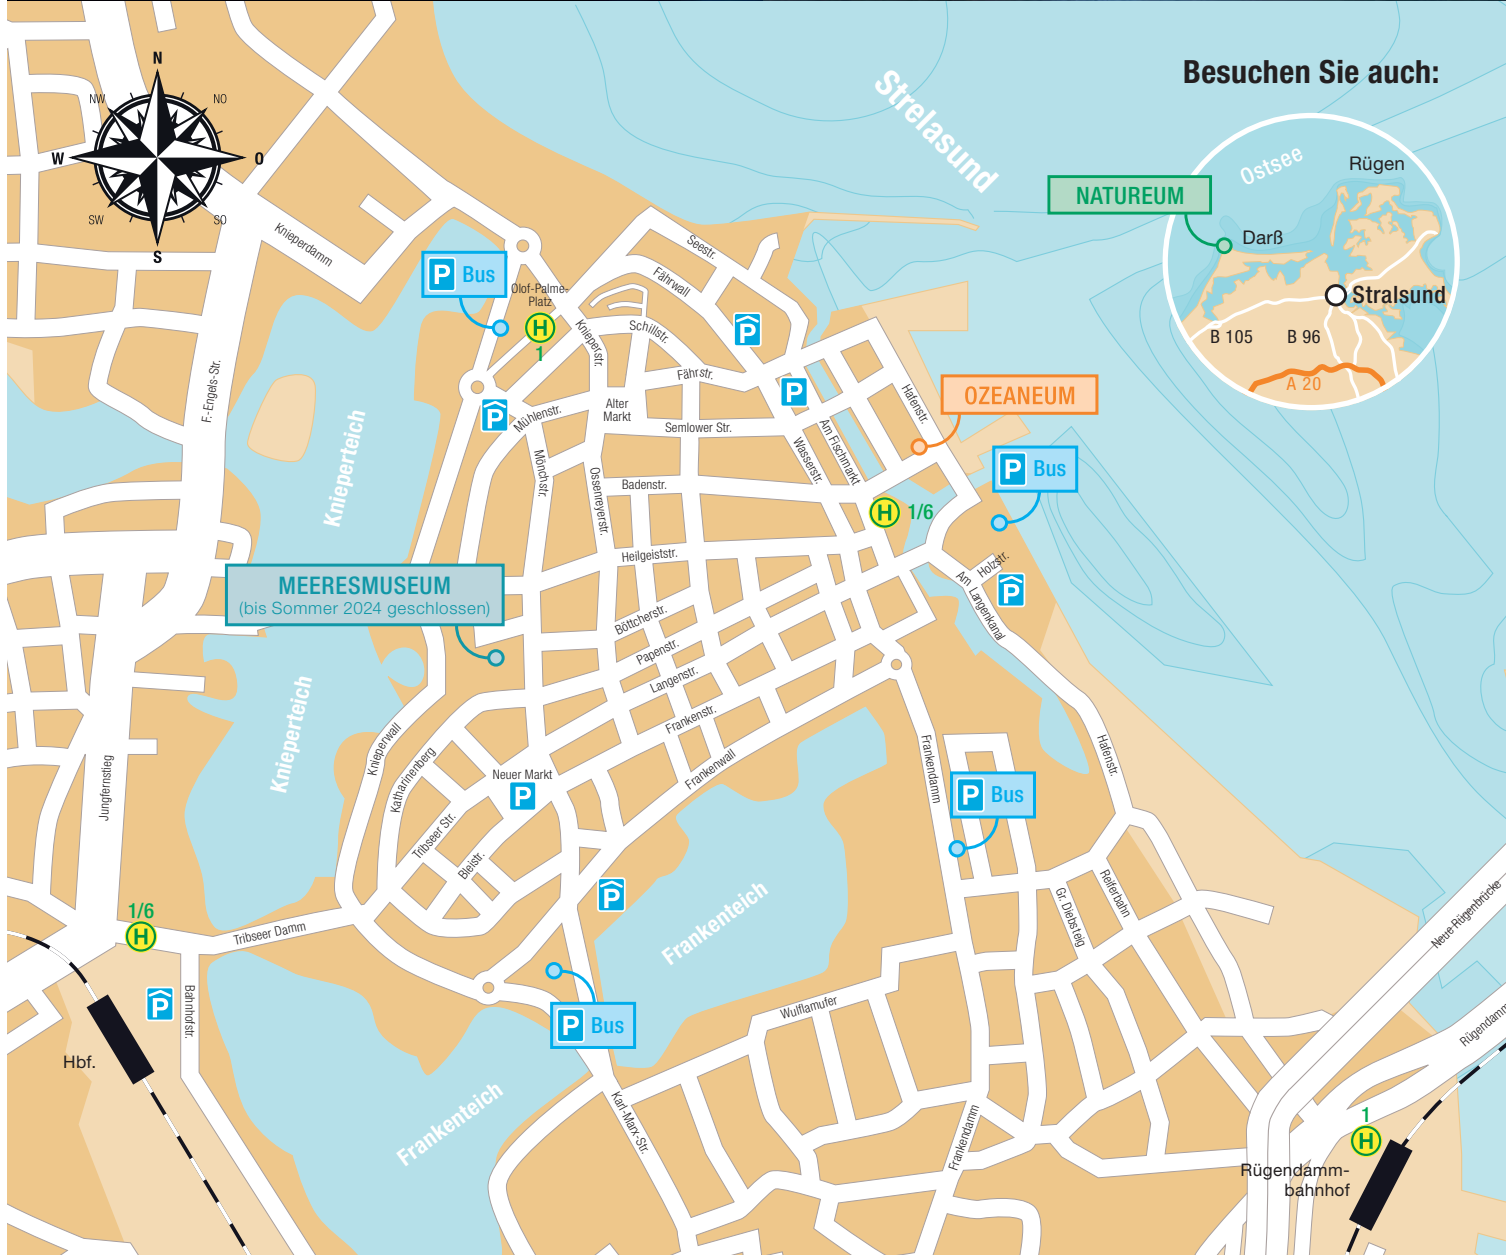 Besuchen Sie auch:
Strelasund
Ostsee
Rügen
NATUREUM
Darß
Stralsund
B 105
B 96
A 20
N
NW
NO
W
O
SW
SO
S
Knieperdamm
Seestr.
Fährwall
P Bus
Olof-Palme-
Platz
H
1
Knieperstr.
Schillstr.
P
F.-Engels-Str.
Fährstr.
P
OZEANEUM
Hafenstr.
P
Mühlenstr.
Alter
Markt
Semlower Str.
Am Fischmarkt
Wasserstr.
Knieperteich
Mönchstr.
Ossenreyerstr.
Badenstr.
P Bus
H 1/6
Heilgeiststr.
Holzstr.
Am Langenkanal
P
MEERESMUSEUM
(bis Sommer 2024 geschlossen)
Böttcherstr.
Papenstr.
Langenstr.
Frankenstr.
Frankenwall
Knieperteich
Knieperwall
Katharinenberg
Neuer Markt
P
Tribseer Str.
Bleistr.
Jungfernstieg
Frankendamm
Hafenstr.
P Bus
P
Frankenteich
Gr. Diebsteig
Reiferbahn
Neue Rügenbrücke
1/6
H
Tribseer Damm
P
Bahnhofstr.
Hbf.
P Bus
Wulflamufer
Rügendamm
Frankenteich
Karl-Marx-Str.
Frankendamm
1
H
Rügendamm-
bahnhof